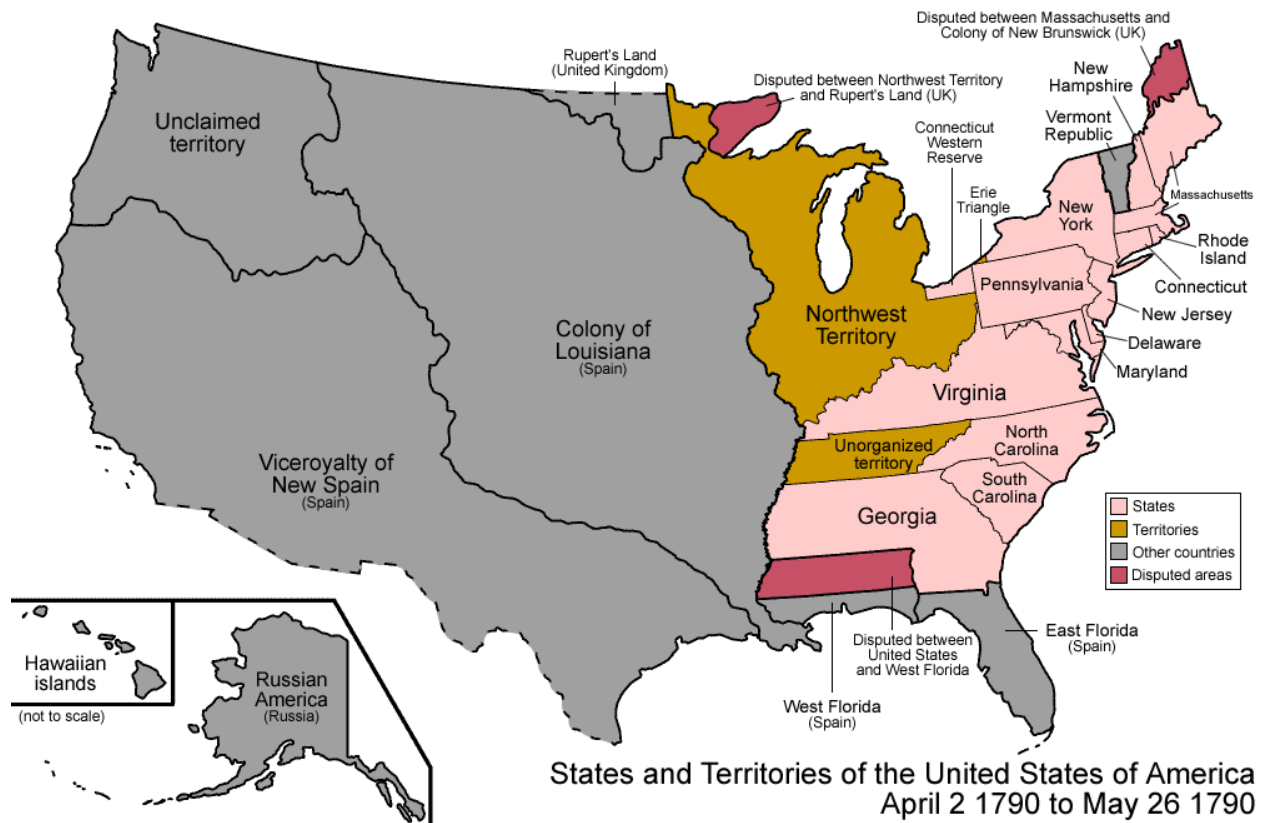 Disputed between Massachusetts and
Colony of New Brunswick (UK)
Rupert's Land
(United Kingdom)
Disputed between Northwest Territory
and Rupert's Land (UK)
New
Hampshire
Vermont
Republic
Unclaimed
territory
Connecticut
Western
Reserve
Erie
Triangle
Massachusetts
New
York
Rhode
Island
Connecticut
Pennsylvania
New Jersey
Northwest
Territory
Delaware
Maryland
Colony of
Louisiana
(Spain)
Virginia
North
Carolina
Unorganized
territory
Viceroyalty of
New Spain
(Spain)
South
Carolina
Georgia
States
Territories
Other countries
Disputed areas
East Florida
(Spain)
Disputed between
United States
and West Florida
West Florida
(Spain)
Hawaiian
islands
(not to scale)
Russian
America
(Russia)
States and Territories of the United States of America
April 2 1790 to May 26 1790